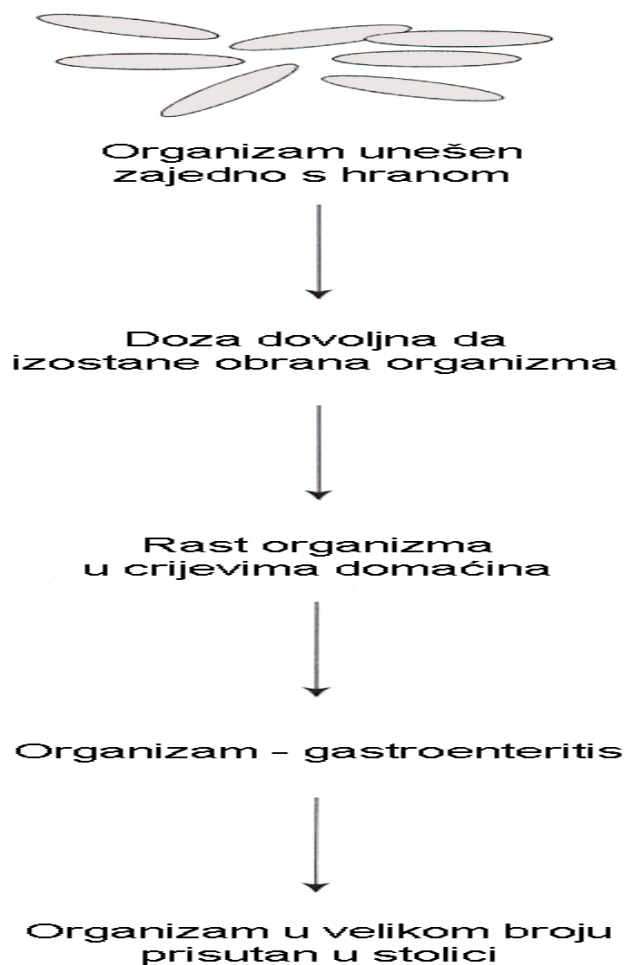 Organizam unešen
zajedno s hranom
Doza dovoljna da
izostane obrana organizma
Rast organizma
u crijevima domaćina
Organizam - gastroenteritis
Organizam u velikom broju
prisutan u stolici